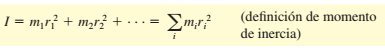 I = m₁r₁² + m₂r₂² + · · · = ∑ᵢ mᵢrᵢ² (definición de momento
de inercia)